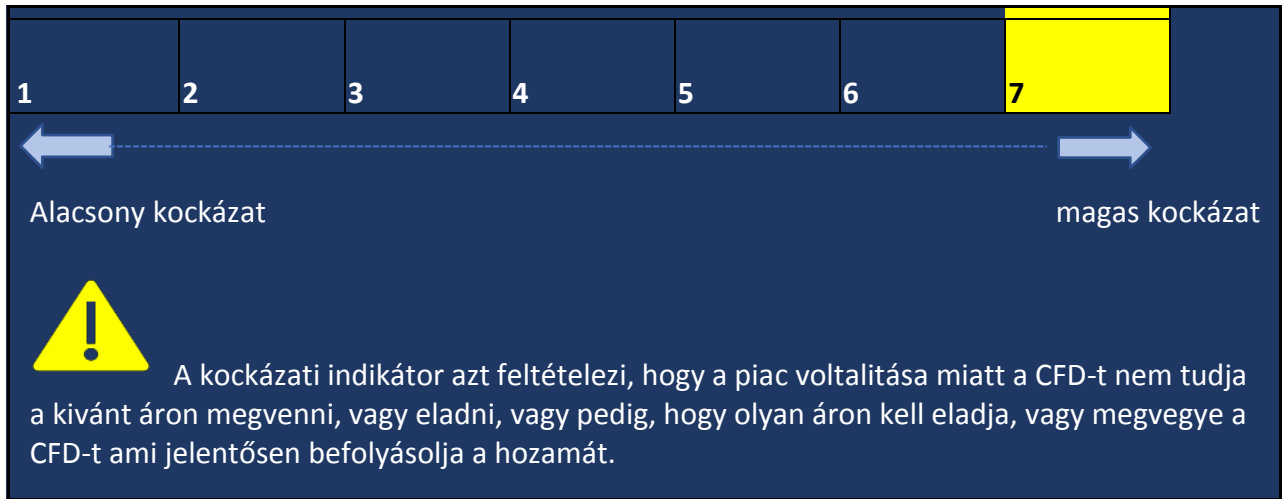 1 2 3 4 5 6 7
Alacsony kockázat magas kockázat
A kockázati indikátor azt feltételezi, hogy a piac voltalitása miatt a CFD-t nem tudja
a kivánt áron megvenni, vagy eladni, vagy pedig, hogy olyan áron kell eladja, vagy megvegye a
CFD-t ami jelentősen befolyásolja a hozamát.